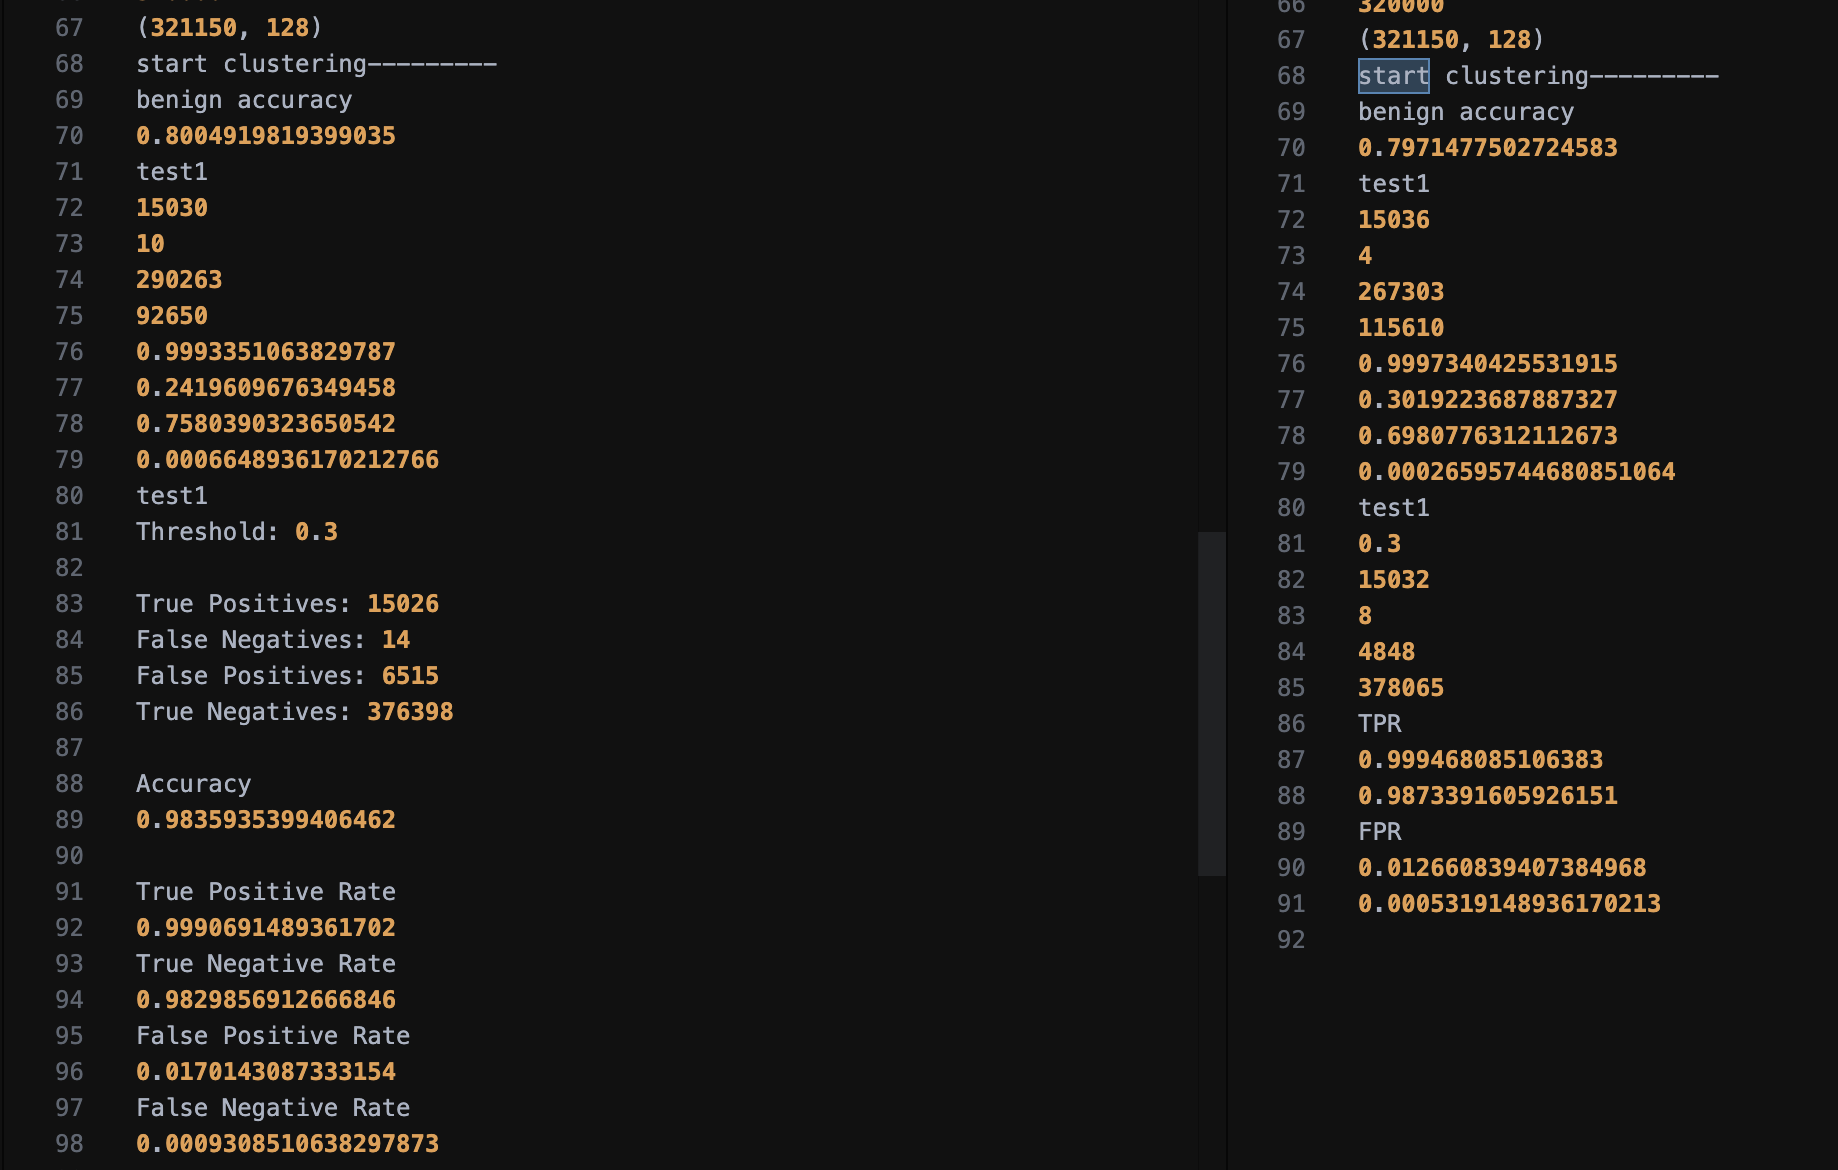 67 (321150, 128)
68 start clustering---------
69 benign accuracy
70 0.8004919819399035
71 test1
72 15030
73 10
74 290263
75 92650
76 0.9993351063829787
77 0.2419609676349458
78 0.7580390323650542
79 0.0006648936170212766
80 test1
81 Threshold: 0.3
82
83 True Positives: 15026
84 False Negatives: 14
85 False Positives: 6515
86 True Negatives: 376398
87
88 Accuracy
89 0.9835935399406462
90
91 True Positive Rate
92 0.9990691489361702
93 True Negative Rate
94 0.9829856912666846
95 False Positive Rate
96 0.0170143087333154
97 False Negative Rate
98 0.0009308510638297873
66 320000
67 (321150, 128)
68 start clustering---------
69 benign accuracy
70 0.7971477502724583
71 test1
72 15036
73 4
74 267303
75 115610
76 0.9997340425531915
77 0.3019223687887327
78 0.6980776312112673
79 0.00026595744680851064
80 test1
81 0.3
82 15032
83 8
84 4848
85 378065
86 TPR
87 0.999468085106383
88 0.9873391605926151
89 FPR
90 0.012660839407384968
91 0.0005319148936170213
92